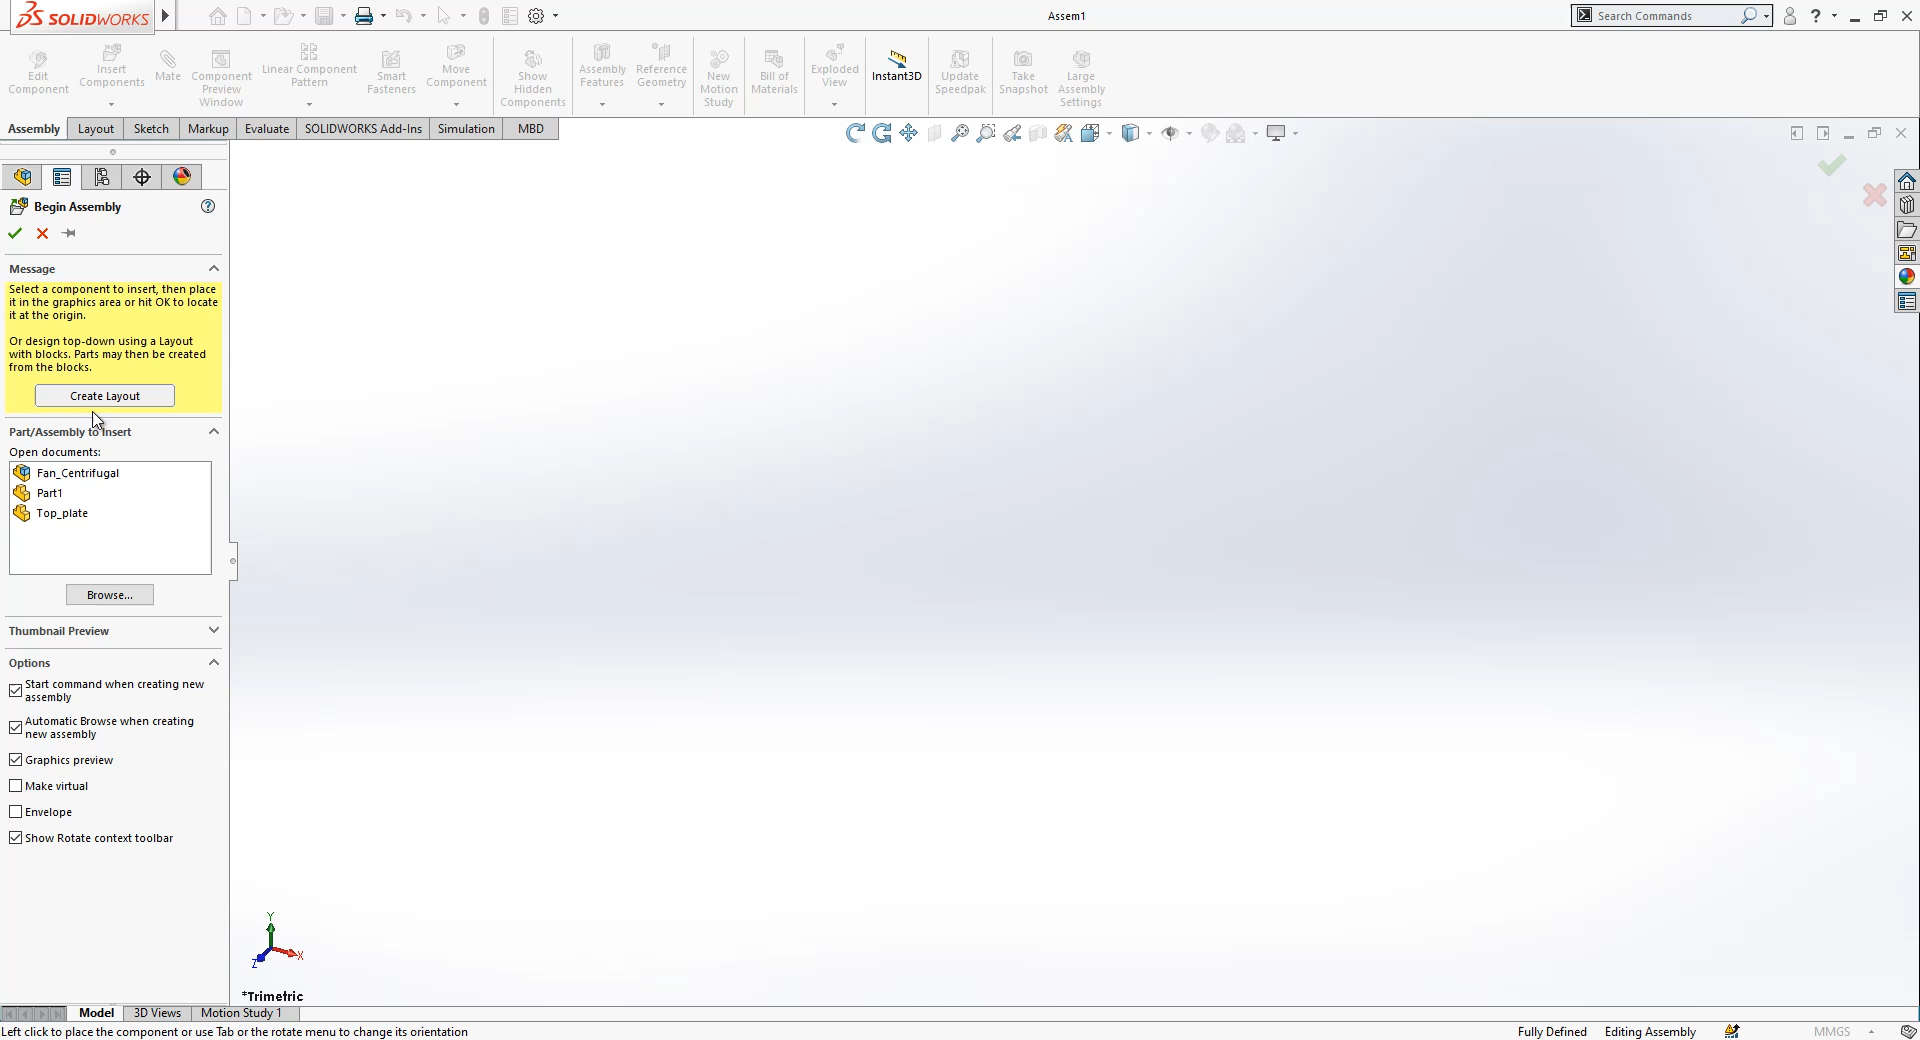 SOLIDWORKS
Assem1
Search Commands
Edit Component
Insert Components
Mate
Component Preview Window
Linear Component Pattern
Smart Fasteners
Move Component
Show Hidden Components
Assembly Features
Reference Geometry
New Motion Study
Bill of Materials
Exploded View
Instant3D
Update Speedpak
Take Snapshot
Large Assembly Settings
Assembly
Layout
Sketch
Markup
Evaluate
SOLIDWORKS Add-Ins
Simulation
MBD
Begin Assembly
Message
Select a component to insert, then place
it in the graphics area or hit OK to locate
it at the origin.
Or design top-down using a Layout
with blocks. Parts may then be created
from the blocks.
Create Layout
Part/Assembly to Insert
Open documents:
Fan_Centrifugal
Part1
Top_plate
Browse...
Thumbnail Preview
Options
Start command when creating new
assembly
Automatic Browse when creating
new assembly
Graphics preview
Make virtual
Envelope
Show Rotate context toolbar
Y
X
Z
*Trimetric
Model
3D Views
Motion Study 1
Left click to place the component or use Tab or the rotate menu to change its orientation
Fully Defined
Editing Assembly
MMGS